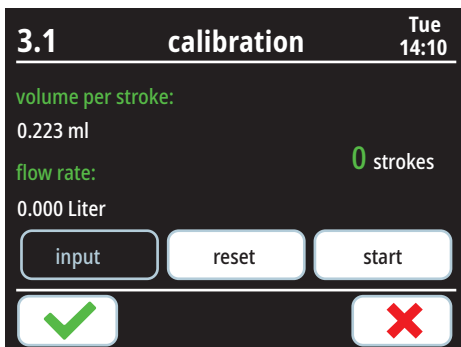 3.1 calibration Tue
14:10
volume per stroke:
0.223 ml
0 strokes
flow rate:
0.000 Liter
input reset start